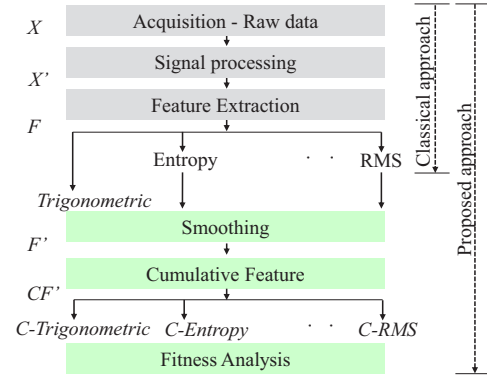 X
Acquisition - Raw data
X'
Signal processing
Feature Extraction
F
Entropy · · RMS
Trigonometric
Smoothing
F'
Cumulative Feature
CF'
C-Trigonometric C-Entropy · · C-RMS
Fitness Analysis
Classical approach
Proposed approach